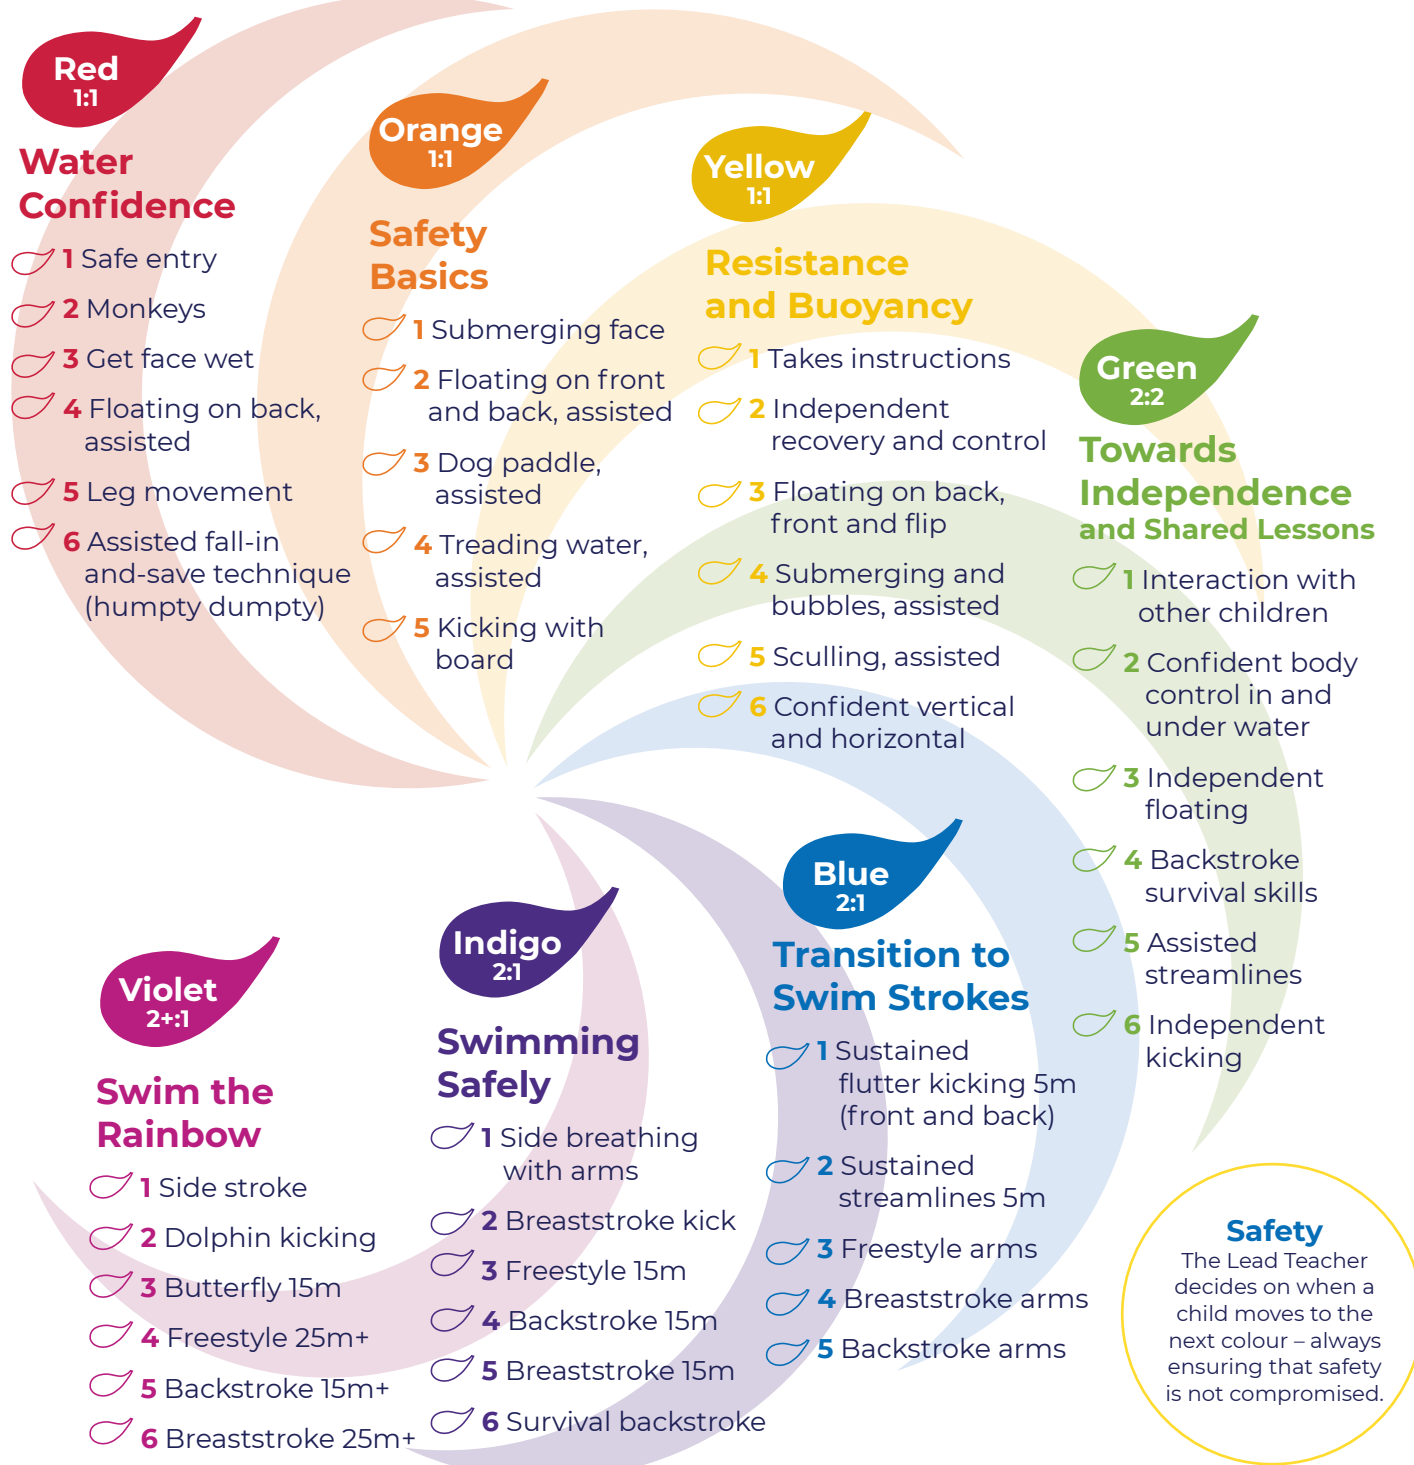 Red
1:1
Water
Confidence
1 Safe entry
2 Monkeys
3 Get face wet
4 Floating on back,
assisted
5 Leg movement
6 Assisted fall-in
and-save technique
(humpty dumpty)
Orange
1:1
Safety
Basics
1 Submerging face
2 Floating on front
and back, assisted
3 Dog paddle,
assisted
4 Treading water,
assisted
5 Kicking with
board
Yellow
1:1
Resistance
and Buoyancy
1 Takes instructions
2 Independent
recovery and control
3 Floating on back,
front and flip
4 Submerging and
bubbles, assisted
5 Sculling, assisted
6 Confident vertical
and horizontal
Green
2:2
Towards
Independence
and Shared Lessons
1 Interaction with
other children
2 Confident body
control in and
under water
3 Independent
floating
4 Backstroke
survival skills
5 Assisted
streamlines
6 Independent
kicking
Blue
2:1
Transition to
Swim Strokes
1 Sustained
flutter kicking 5m
(front and back)
2 Sustained
streamlines 5m
3 Freestyle arms
4 Breaststroke arms
5 Backstroke arms
Indigo
2:1
Swimming
Safely
1 Side breathing
with arms
2 Breaststroke kick
3 Freestyle 15m
4 Backstroke 15m
5 Breaststroke 15m
6 Survival backstroke
Violet
2+:1
Swim the
Rainbow
1 Side stroke
2 Dolphin kicking
3 Butterfly 15m
4 Freestyle 25m+
5 Backstroke 15m+
6 Breaststroke 25m+
Safety
The Lead Teacher
decides on when a
child moves to the
next colour – always
ensuring that safety
is not compromised.